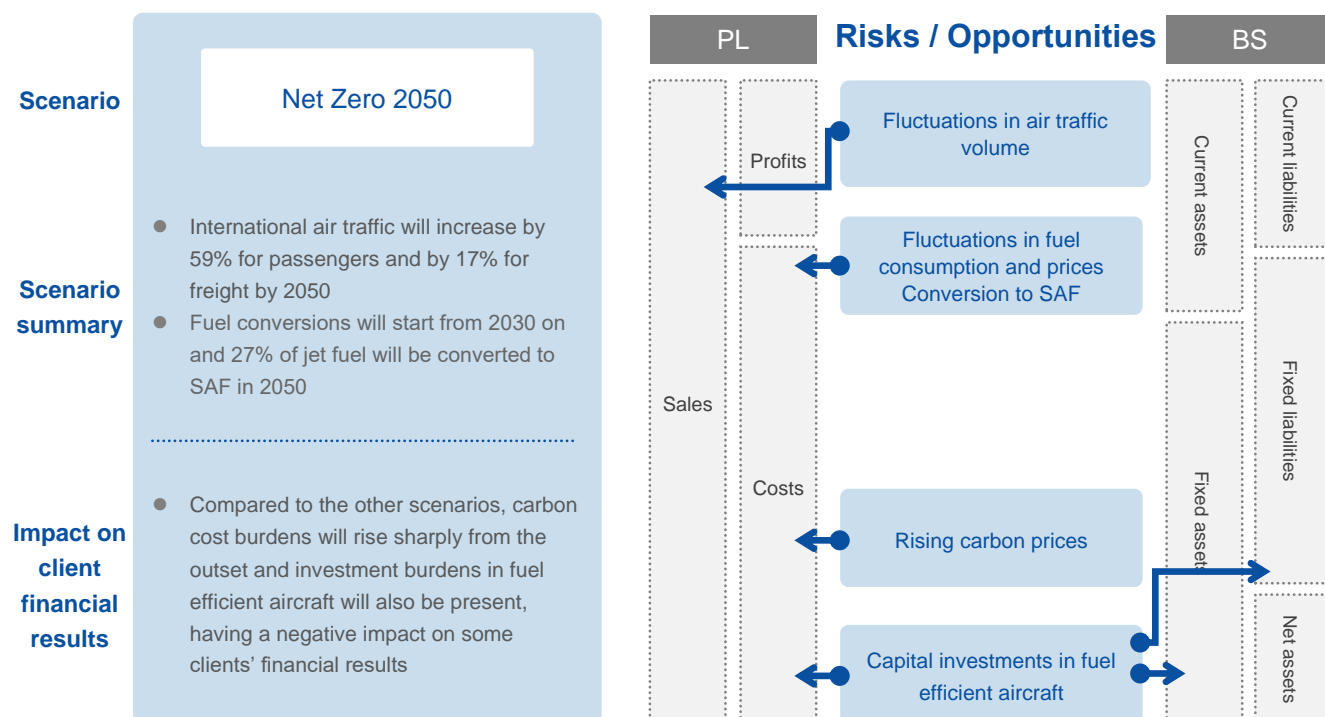 Scenario
Net Zero 2050
Scenario
summary
● International air traffic will increase by
59% for passengers and by 17% for
freight by 2050
● Fuel conversions will start from 2030 on
and 27% of jet fuel will be converted to
SAF in 2050
Impact on
client
financial
results
● Compared to the other scenarios, carbon
cost burdens will rise sharply from the
outset and investment burdens in fuel
efficient aircraft will also be present,
having a negative impact on some
clients’ financial results
PL
Risks / Opportunities
BS
Sales
Profits
Costs
Fluctuations in air traffic
volume
Fluctuations in fuel
consumption and prices
Conversion to SAF
Rising carbon prices
Capital investments in fuel
efficient aircraft
Current assets
Fixed assets
Current liabilities
Fixed liabilities
Net assets